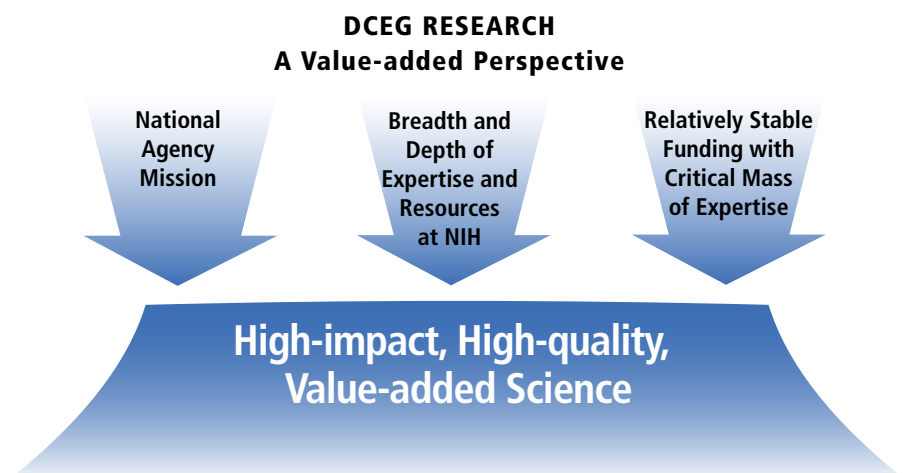 DCEG RESEARCH
A Value-added Perspective
National
Agency
Mission
Breadth and
Depth of
Expertise and
Resources
at NIH
Relatively Stable
Funding with
Critical Mass
of Expertise
High-impact, High-quality,
Value-added Science